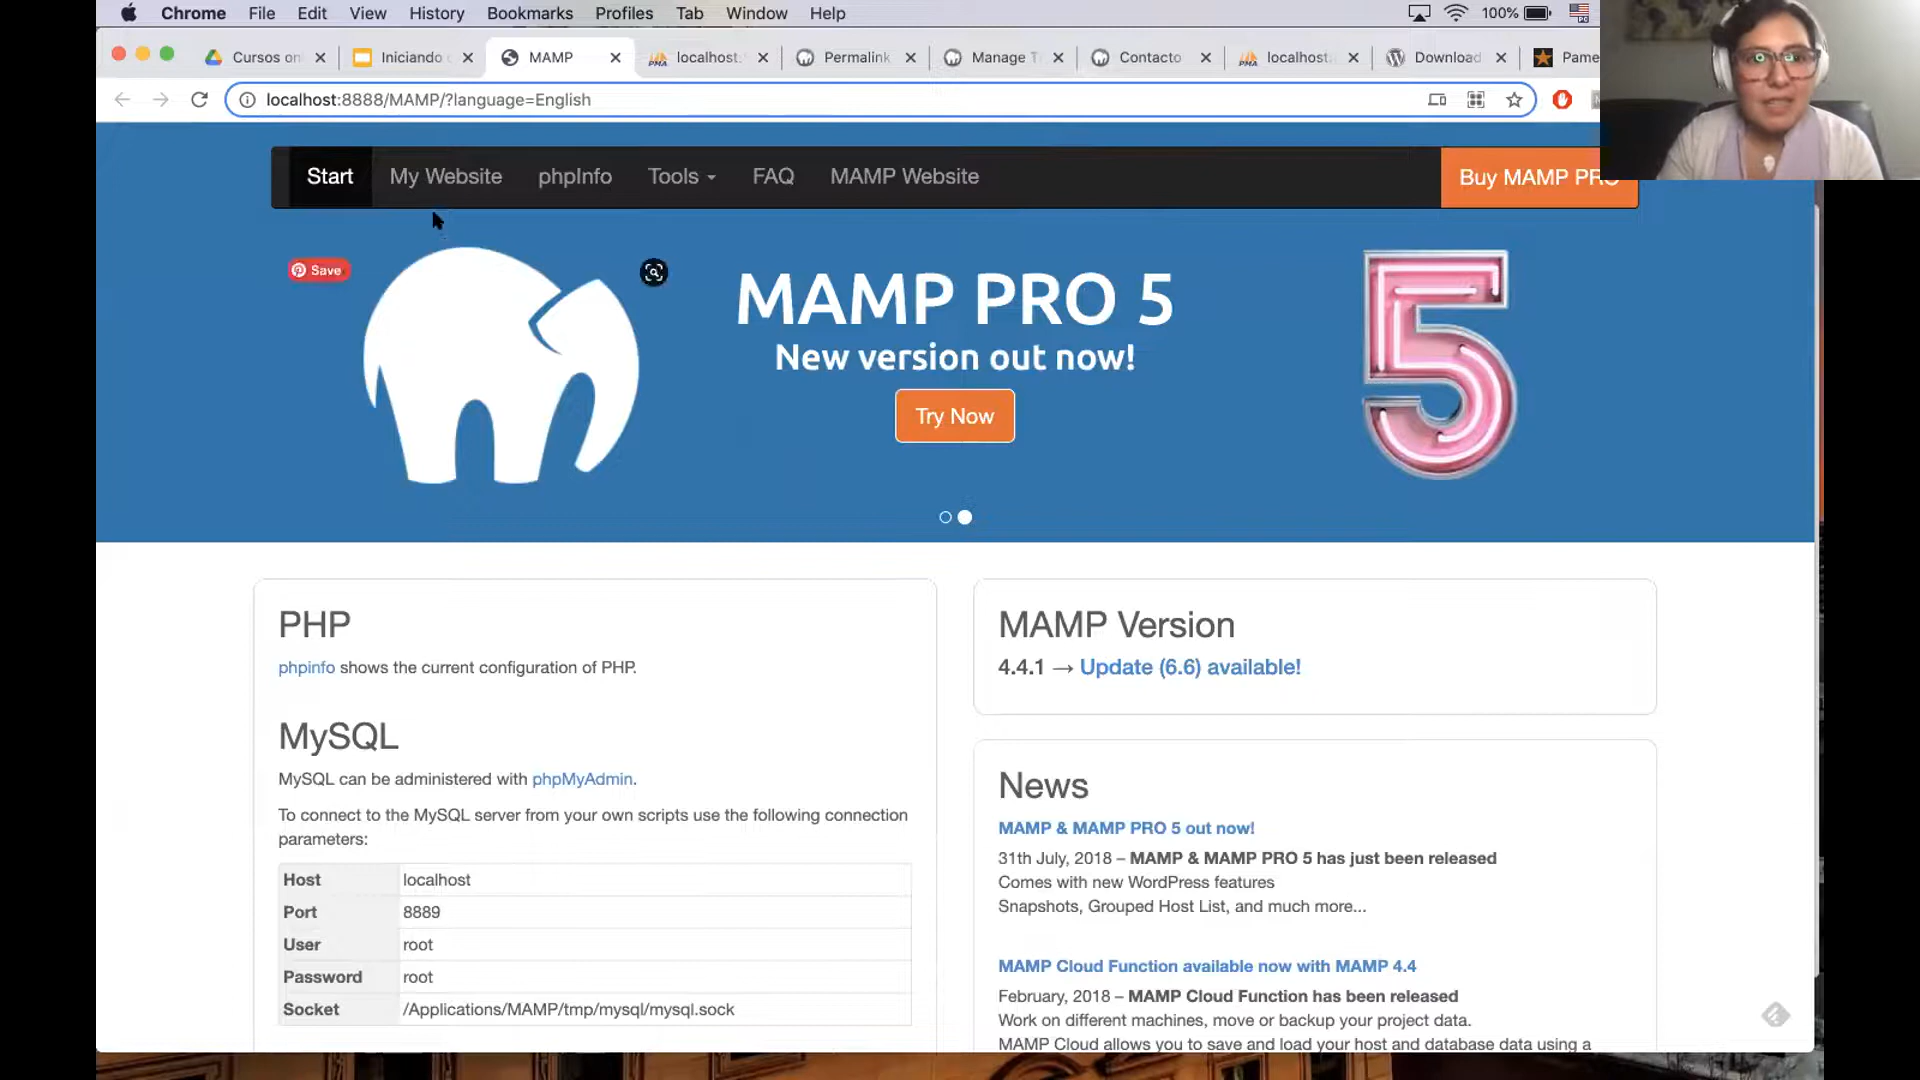 Chrome File Edit View History Bookmarks Profiles Tab Window Help 100%
Cursos on Iniciando MAMP localhost: Permalink Manage T Contacto localhost Download Pame
localhost:8888/MAMP/?language=English
Start My Website phpInfo Tools FAQ MAMP Website Buy MAMP PRO
Save
MAMP PRO 5
New version out now!
Try Now
5
PHP
phpinfo shows the current configuration of PHP.
MySQL
MySQL can be administered with phpMyAdmin.
To connect to the MySQL server from your own scripts use the following connection
parameters:
Host localhost
Port 8889
User root
Password root
Socket /Applications/MAMP/tmp/mysql/mysql.sock
MAMP Version
4.4.1 → Update (6.6) available!
News
MAMP & MAMP PRO 5 out now!
31th July, 2018 – MAMP & MAMP PRO 5 has just been released
Comes with new WordPress features
Snapshots, Grouped Host List, and much more...
MAMP Cloud Function available now with MAMP 4.4
February, 2018 – MAMP Cloud Function has been released
Work on different machines, move or backup your project data.
MAMP Cloud allows you to save and load your host and database data using a